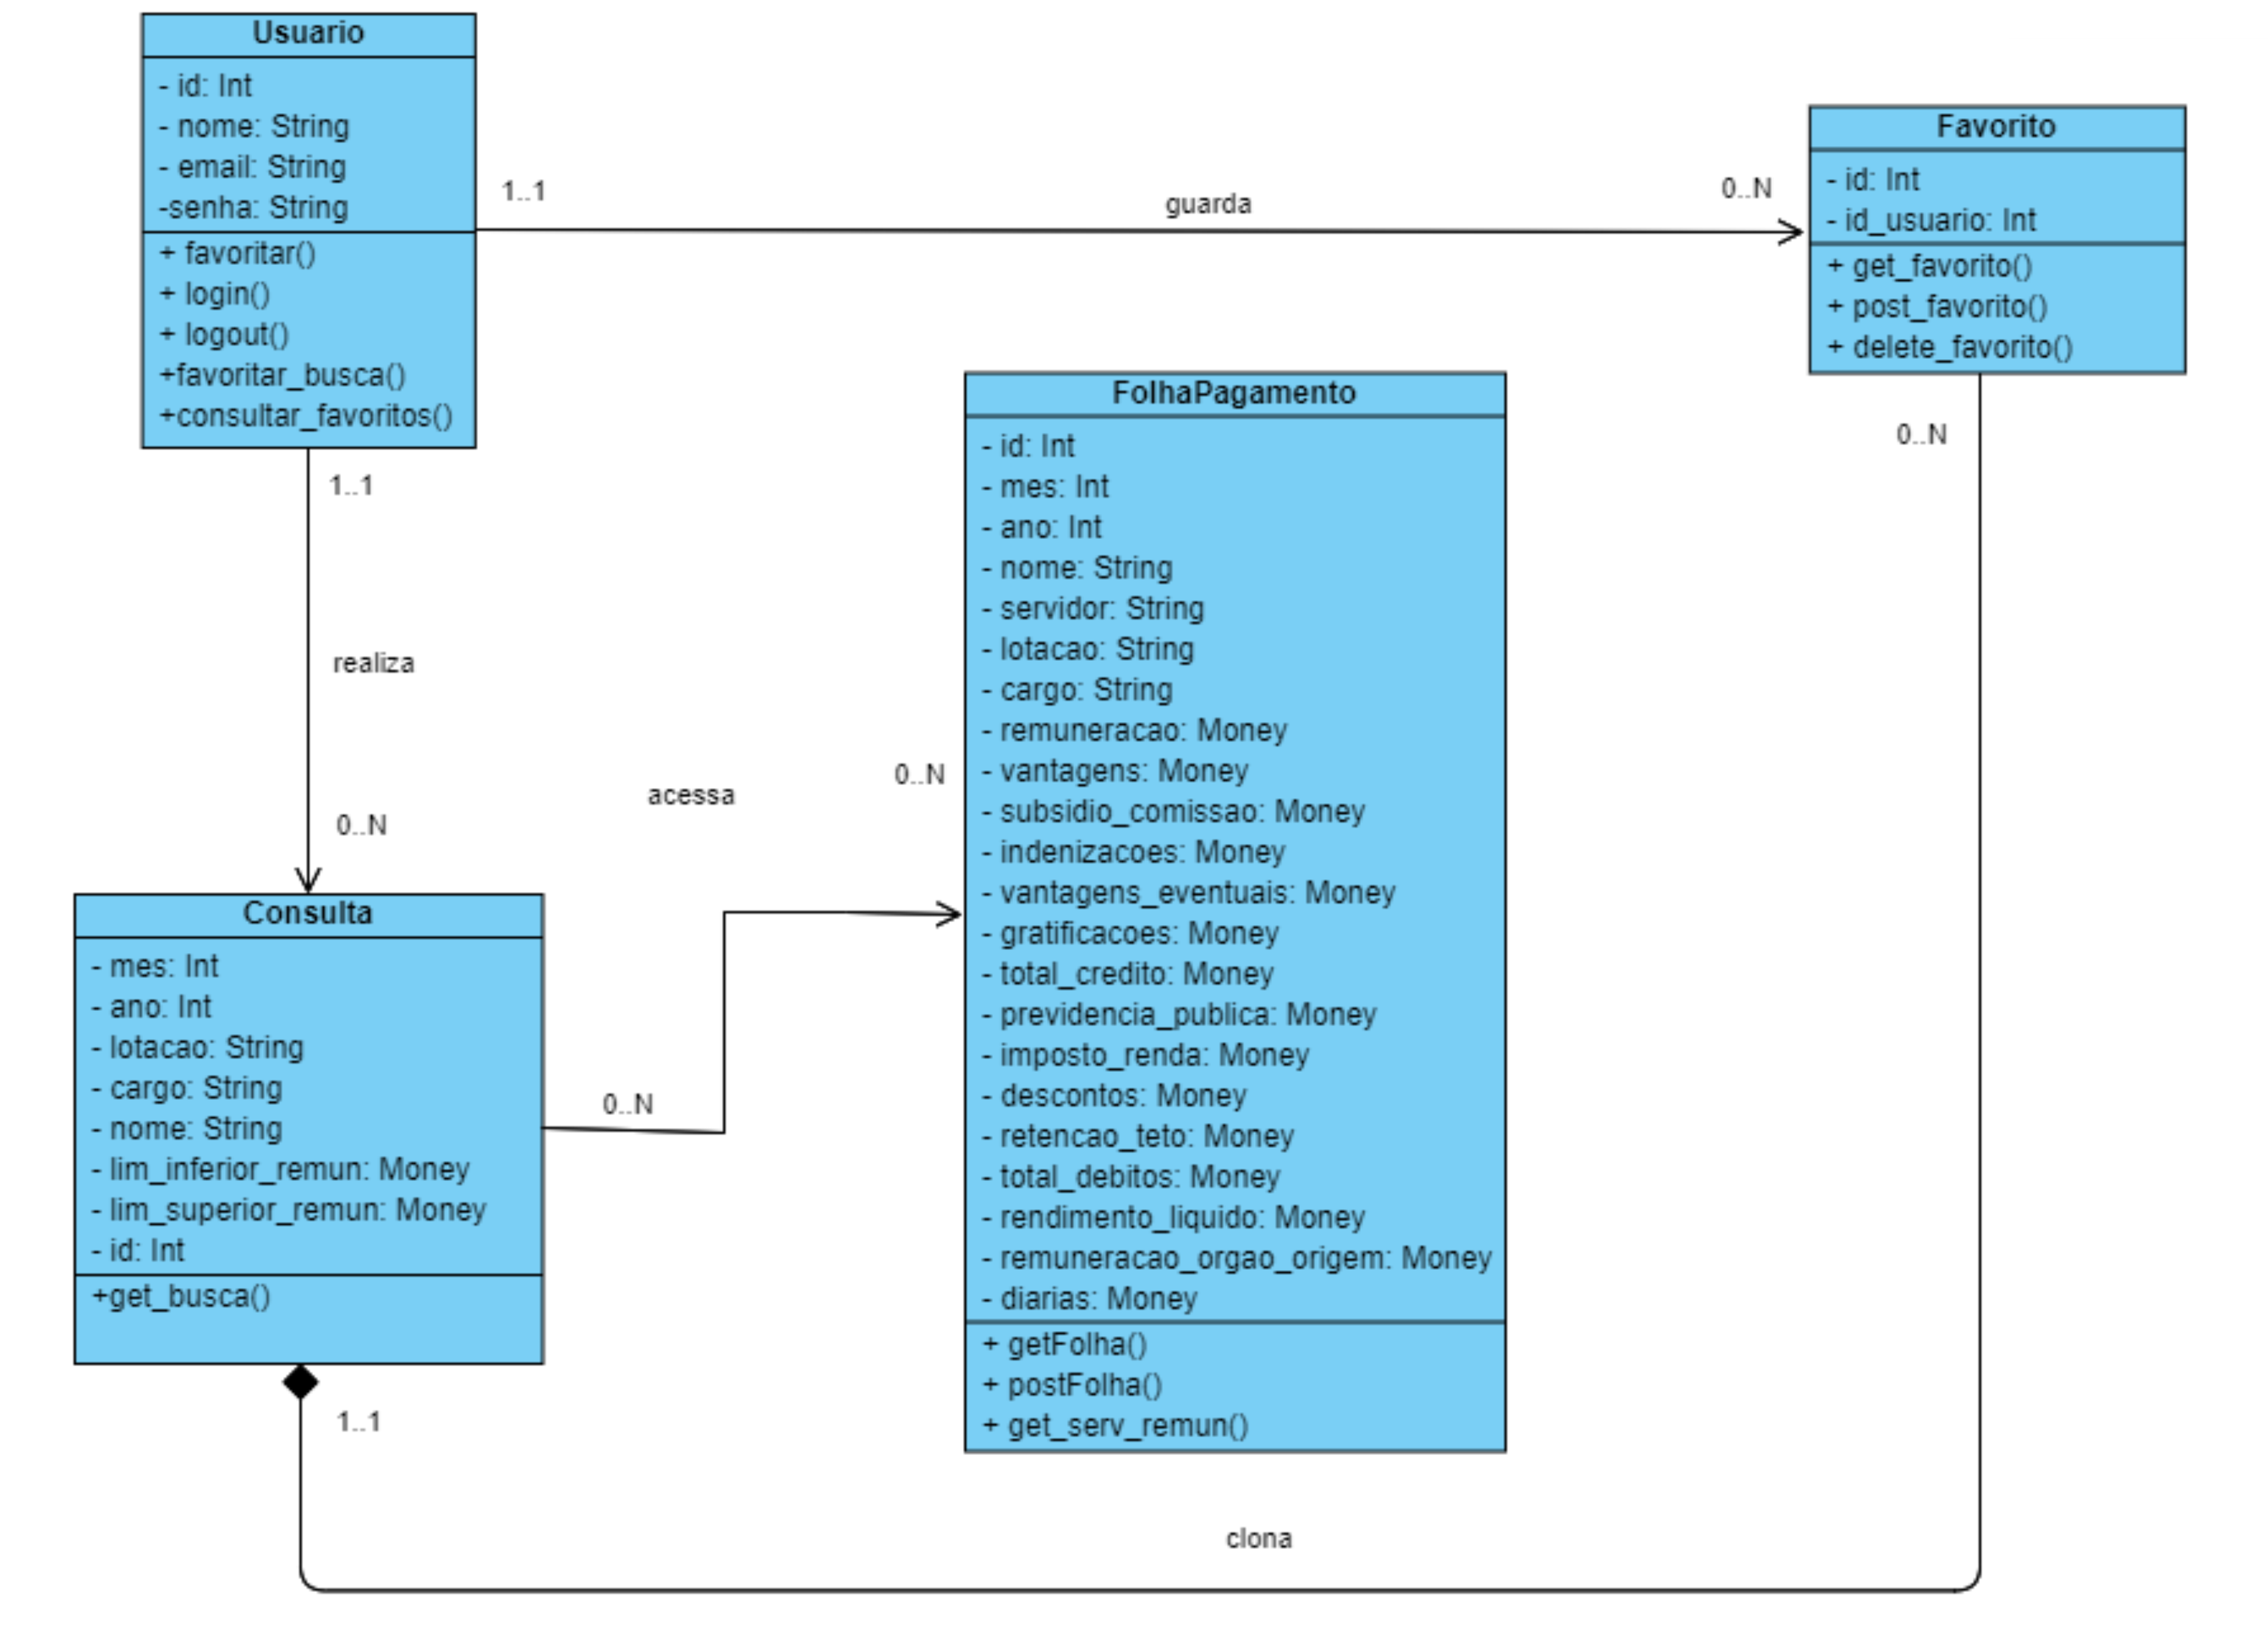 Usuario
- id: Int
- nome: String
- email: String
-senha: String
+ favoritar()
+ login()
+ logout()
+favoritar_busca()
+consultar_favoritos()
1..1
guarda
0..N
Favorito
- id: Int
- id_usuario: Int
+ get_favorito()
+ post_favorito()
+ delete_favorito()
0..N
1..1
realiza
0..N
acessa
0..N
FolhaPagamento
- id: Int
- mes: Int
- ano: Int
- nome: String
- servidor: String
- lotacao: String
- cargo: String
- remuneracao: Money
- vantagens: Money
- subsidio_comissao: Money
- indenizacoes: Money
- vantagens_eventuais: Money
- gratificacoes: Money
- total_credito: Money
- previdencia_publica: Money
- imposto_renda: Money
- descontos: Money
- retencao_teto: Money
- total_debitos: Money
- rendimento_liquido: Money
- remuneracao_orgao_origem: Money
- diarias: Money
+ getFolha()
+ postFolha()
+ get_serv_remun()
Consulta
- mes: Int
- ano: Int
- lotacao: String
- cargo: String
- nome: String
- lim_inferior_remun: Money
- lim_superior_remun: Money
- id: Int
+get_busca()
0..N
1..1
clona